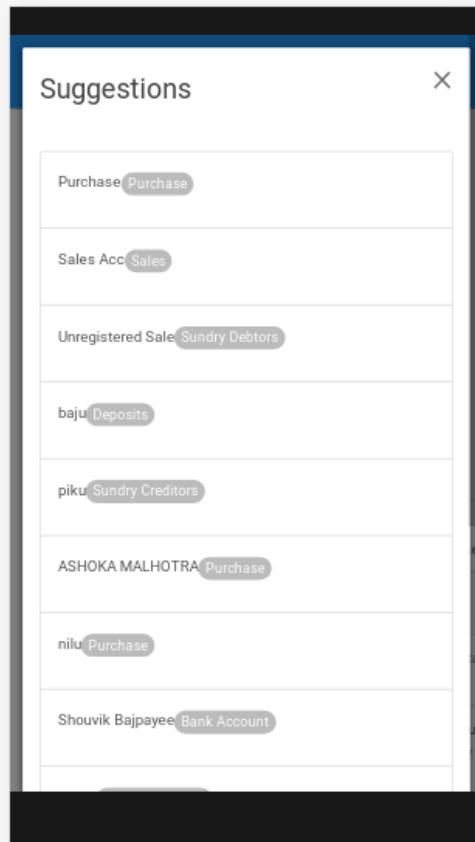 Suggestions
Purchase Purchase
Sales Acc Sales
Unregistered Sale Sundry Debtors
baju Deposits
piku Sundry Creditors
ASHOKA MALHOTRA Purchase
nilu Purchase
Shouvik Bajpayee Bank Account